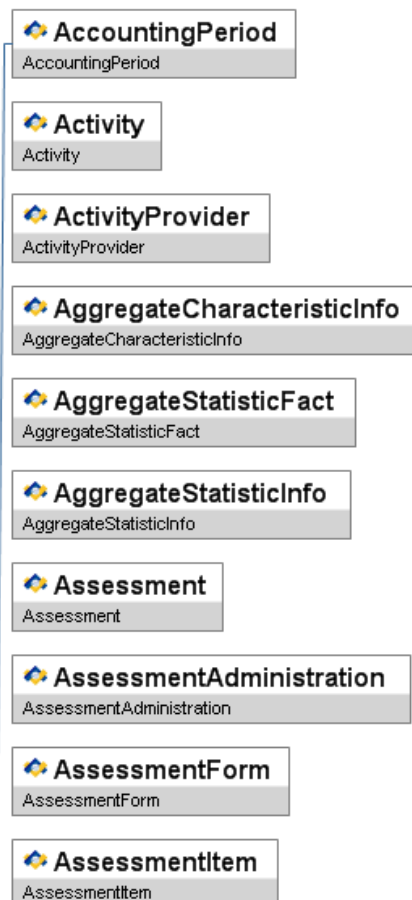 AccountingPeriod
AccountingPeriod
Activity
Activity
ActivityProvider
ActivityProvider
AggregateCharacteristicInfo
AggregateCharacteristicInfo
AggregateStatisticFact
AggregateStatisticFact
AggregateStatisticInfo
AggregateStatisticInfo
Assessment
Assessment
AssessmentAdministration
AssessmentAdministration
AssessmentForm
AssessmentForm
AssessmentItem
AssessmentItem